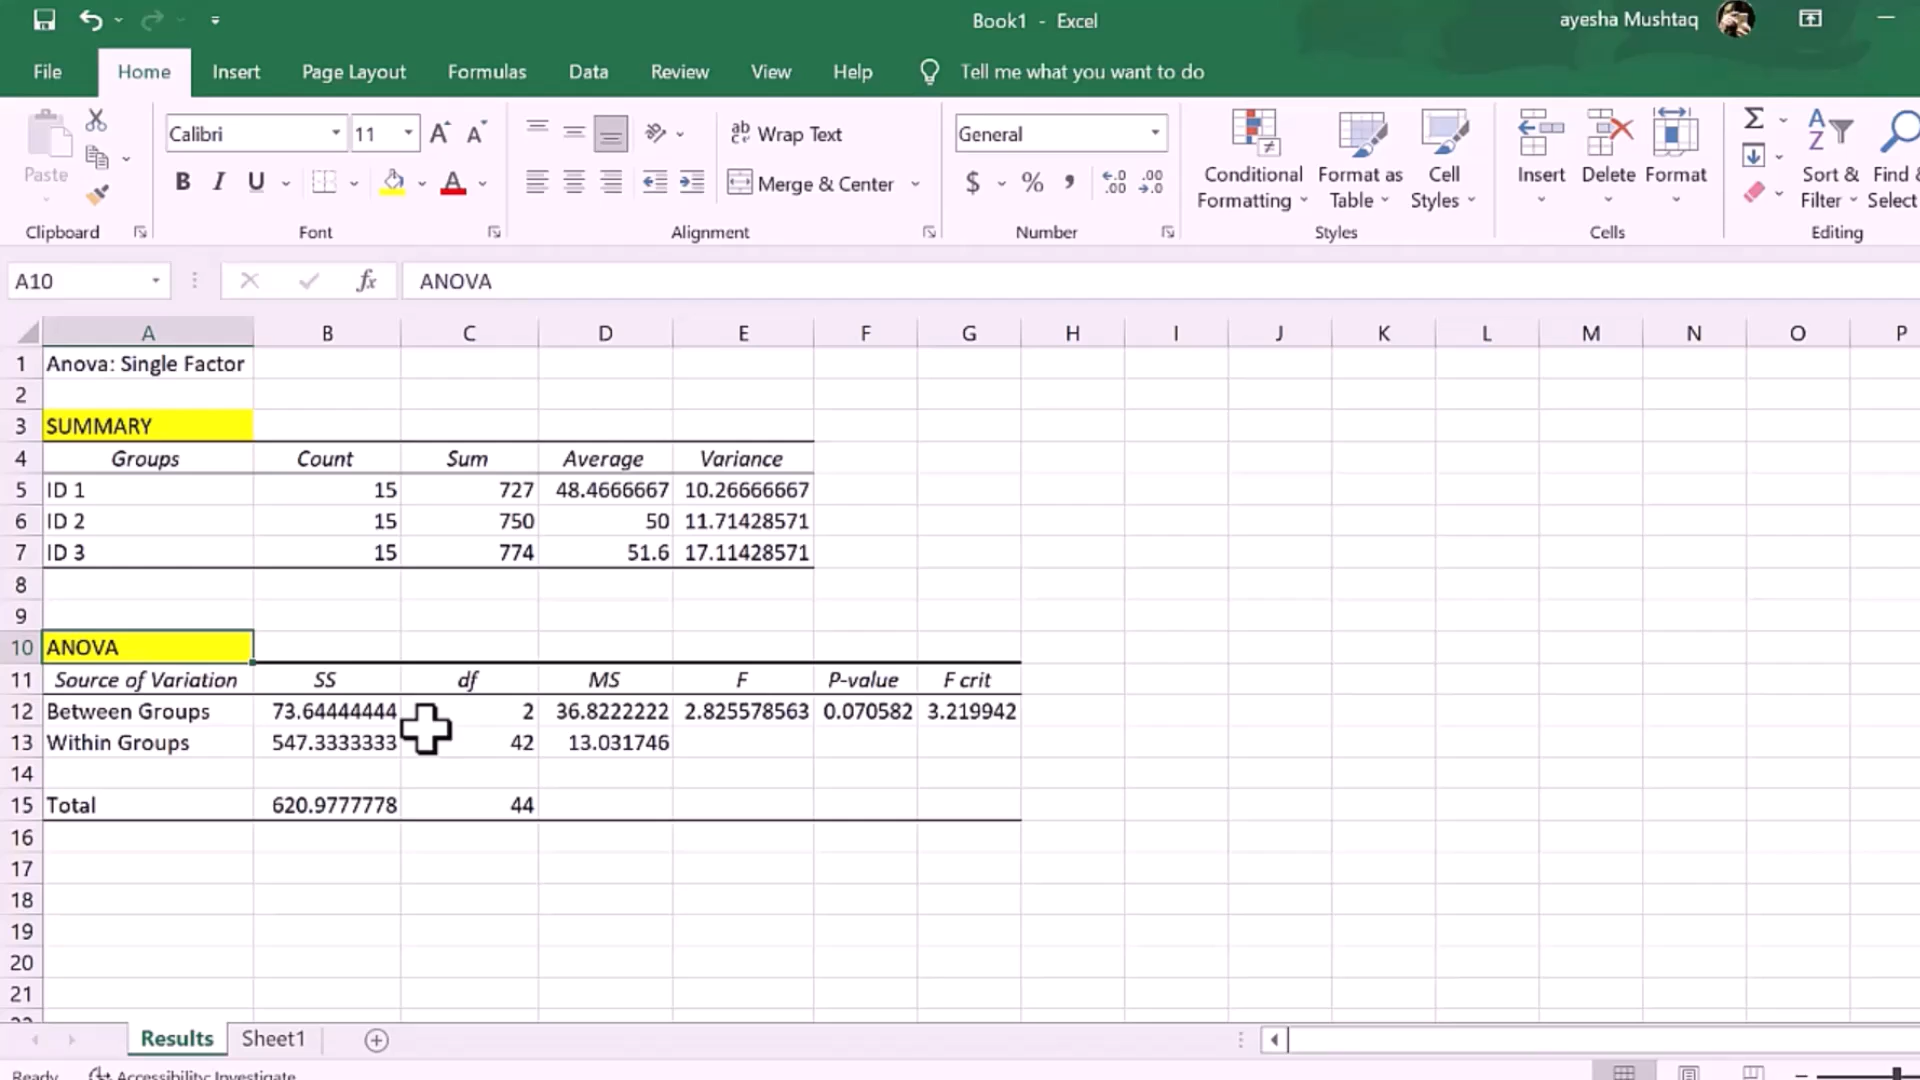 Book1 - Excel
ayesha Mushtaq
File Home Insert Page Layout Formulas Data Review View Help Tell me what you want to do
Paste
Calibri 11
B I U A
ab Wrap Text
Merge & Center
General
$ % , .00 .00
Conditional Formatting
Format as Table
Cell Styles
Insert Delete Format
Sort & Filter
Find &
Select
Clipboard Font Alignment Number Styles Cells Editing
A10 fx ANOVA
A B C D E F G H I J K L M N O P
1 Anova: Single Factor
2
3 SUMMARY
4 Groups Count Sum Average Variance
5 ID 1 15 727 48.4666667 10.26666667
6 ID 2 15 750 50 11.71428571
7 ID 3 15 774 51.6 17.11428571
8
9
10 ANOVA
11 Source of Variation SS df MS F P-value F crit
12 Between Groups 73.64444444 2 36.8222222 2.825578563 0.070582 3.219942
13 Within Groups 547.3333333 42 13.031746
14
15 Total 620.9777778 44
16
17
18
19
20
21
Results Sheet1
Ready Accessibility: Investigate